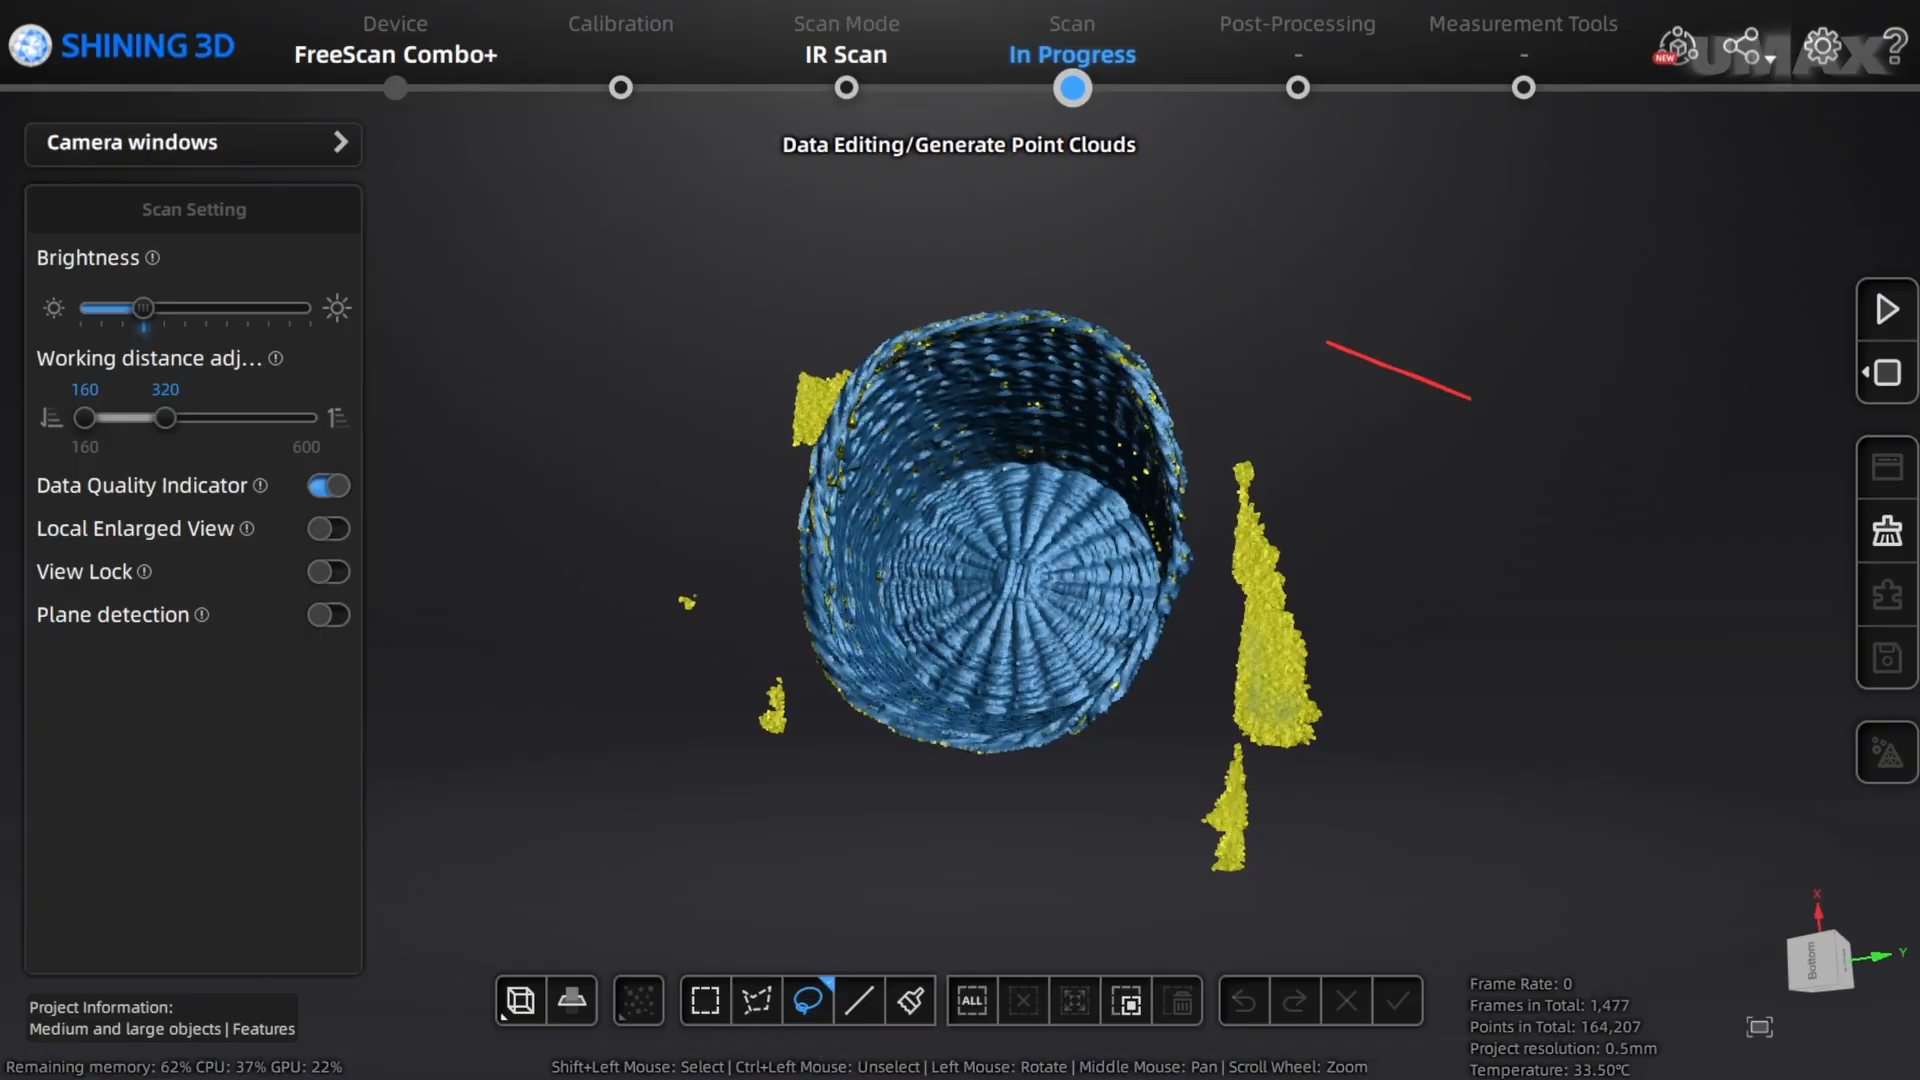 SHINING 3D
Device
FreeScan Combo+
Calibration
Scan Mode
IR Scan
Scan
In Progress
Post-Processing
-
Measurement Tools
-
NEW
UMAX
Camera windows
Data Editing/Generate Point Clouds
Scan Setting
Brightness
Working distance adj...
160 320
160 600
Data Quality Indicator
Local Enlarged View
View Lock
Plane detection
X
Y
Bottom
ALL
Project Information:
Medium and large objects | Features
Frame Rate: 0
Frames in Total: 1,477
Points in Total: 164,207
Project resolution: 0.5mm
Temperature: 33.50℃
Remaining memory: 62% CPU: 37% GPU: 22%
Shift+Left Mouse: Select | Ctrl+Left Mouse: Unselect | Left Mouse: Rotate | Middle Mouse: Pan | Scroll Wheel: Zoom